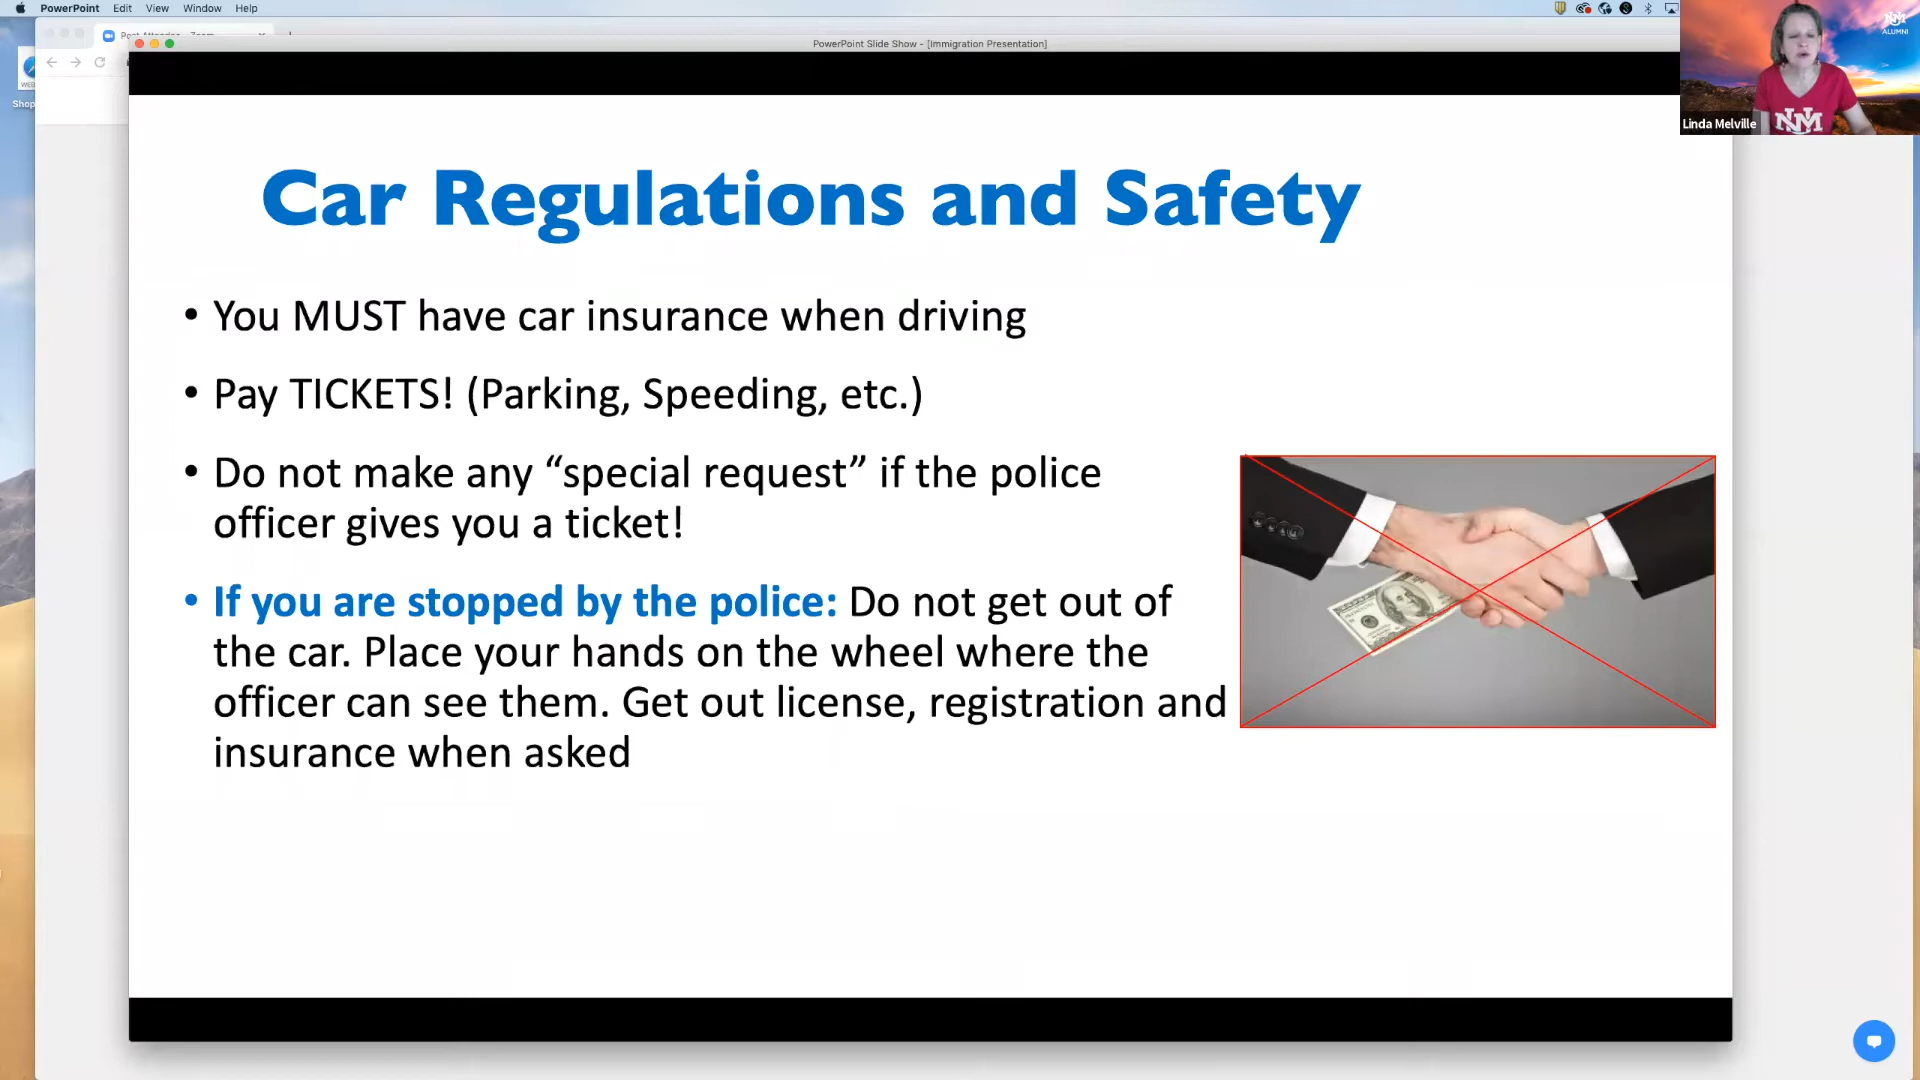 PowerPoint Edit View Window Help
PowerPoint Slide Show - [Immigration Presentation]
ALUMNI
Linda Melville
NM
Shop
Car Regulations and Safety
• You MUST have car insurance when driving
• Pay TICKETS! (Parking, Speeding, etc.)
• Do not make any “special request” if the police
officer gives you a ticket!
• If you are stopped by the police: Do not get out of
the car. Place your hands on the wheel where the
officer can see them. Get out license, registration and
insurance when asked